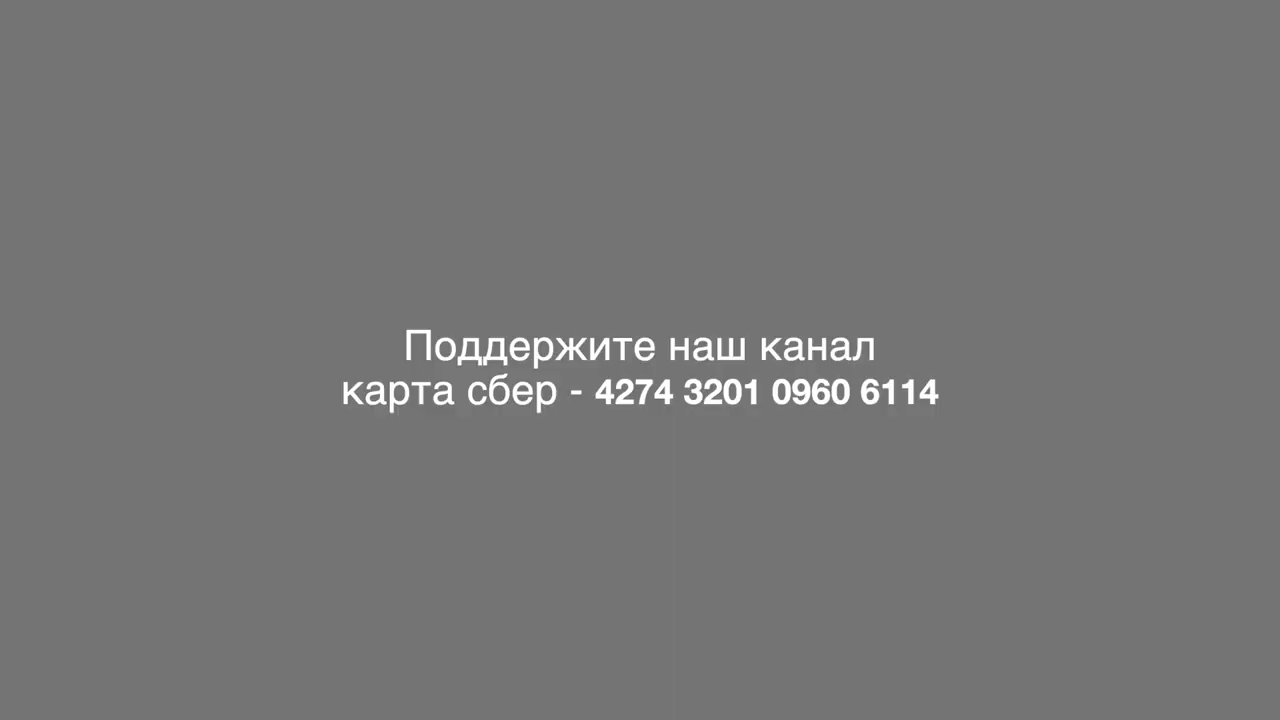 Поддержите наш канал
карта сбер - 4274 3201 0960 6114